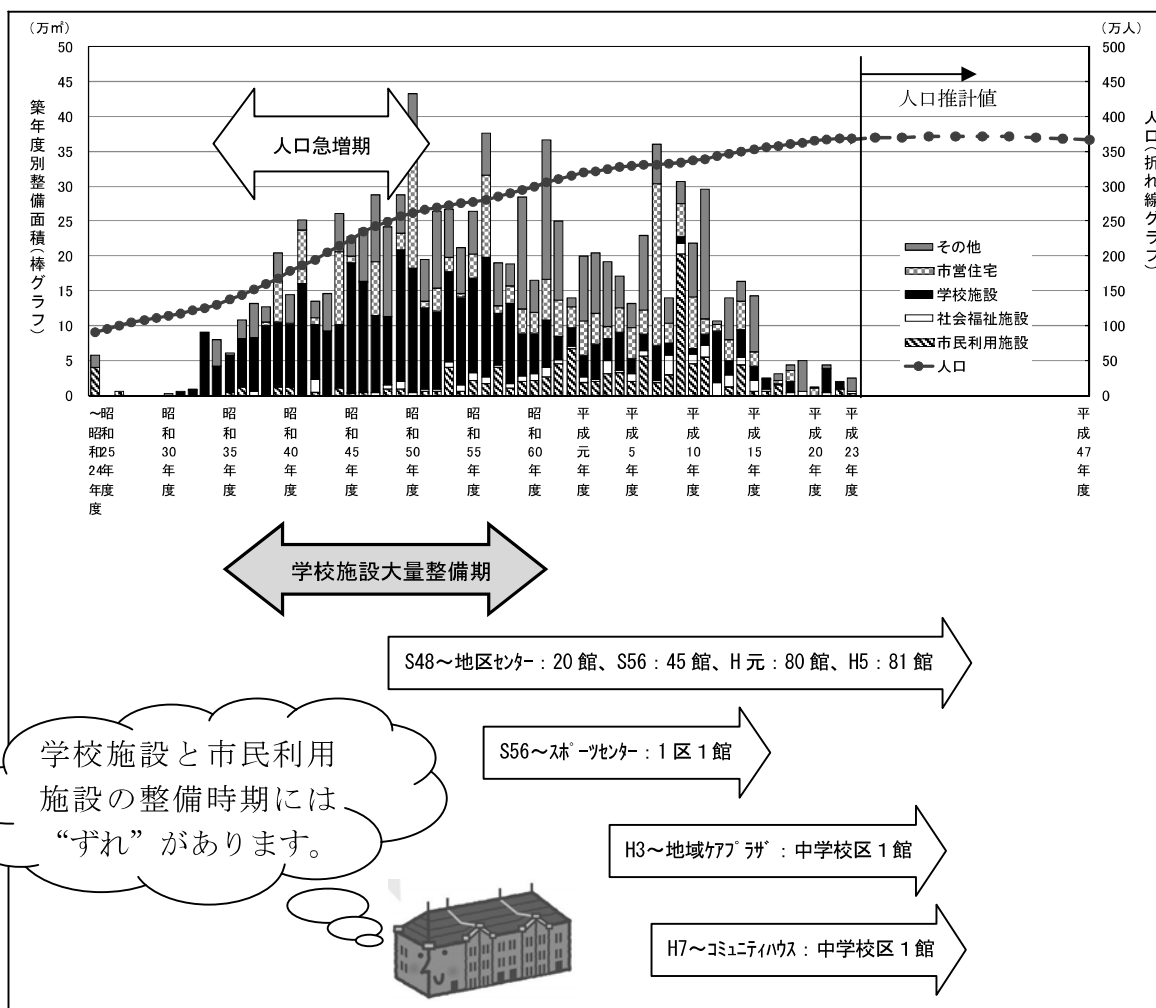 （万㎡）
（万人）
50
45
40
35
30
25
20
15
10
5
0
築年度別整備面積（棒グラフ）
500
450
400
350
300
250
200
150
100
50
0
人口（折れ線グラフ）
人口急増期
人口推計値
その他
市営住宅
学校施設
社会福祉施設
市民利用施設
人口
～昭和24年度
昭和25年度
昭和30年度
昭和35年度
昭和40年度
昭和45年度
昭和50年度
昭和55年度
昭和60年度
平成元年度
平成5年度
平成10年度
平成15年度
平成20年度
平成23年度
平成47年度
学校施設大量整備期
S48～地区ｾﾝﾀｰ：20館、S56：45館、H元：80館、H5：81館
S56～ｽﾎﾟｰﾂｾﾝﾀｰ：1区1館
H3～地域ｹｱﾌﾟﾗｻﾞ：中学校区1館
H7～ｺﾐｭﾆﾃｨﾊｳｽ：中学校区1館
学校施設と市民利用
施設の整備時期には
“ずれ”があります。